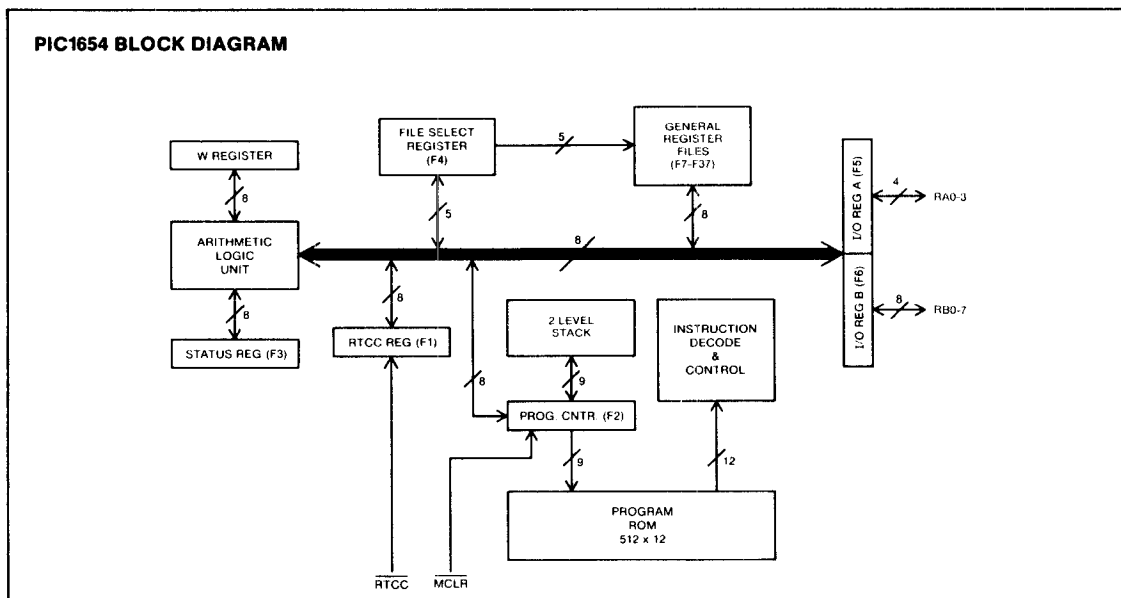 PIC1654 BLOCK DIAGRAM
W REGISTER
8
ARITHMETIC
LOGIC
UNIT
8
STATUS REG (F3)
FILE SELECT
REGISTER
(F4)
5
5
GENERAL
REGISTER
FILES
(F7-F37)
8
8
I/O REG A (F5)
4
RA0-3
I/O REG B (F6)
8
RB0-7
8
RTCC REG (F1)
8
2 LEVEL
STACK
9
PROG. CNTR. (F2)
9
INSTRUCTION
DECODE
&
CONTROL
12
PROGRAM
ROM
512 x 12
RTCC
MCLR